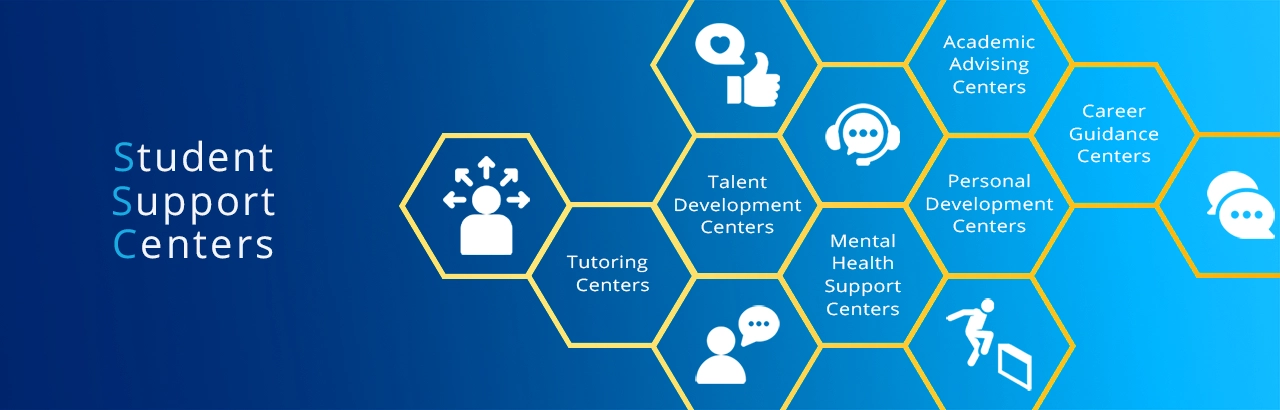 Student
Support
Centers
Tutoring
Centers
Talent
Development
Centers
Mental
Health
Support
Centers
Academic
Advising
Centers
Personal
Development
Centers
Career
Guidance
Centers